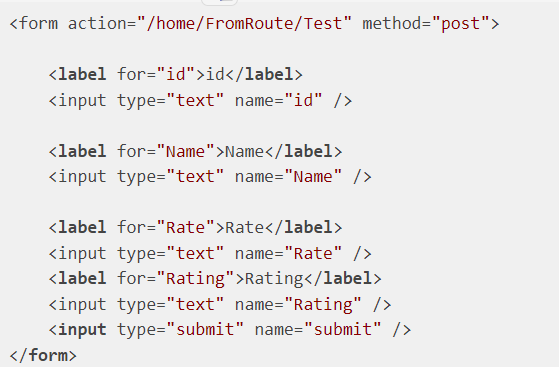 <form action="/home/FromRoute/Test" method="post">
<label for="id">id</label>
<input type="text" name="id" />
<label for="Name">Name</label>
<input type="text" name="Name" />
<label for="Rate">Rate</label>
<input type="text" name="Rate" />
<label for="Rating">Rating</label>
<input type="text" name="Rating" />
<input type="submit" name="submit" />
</form>